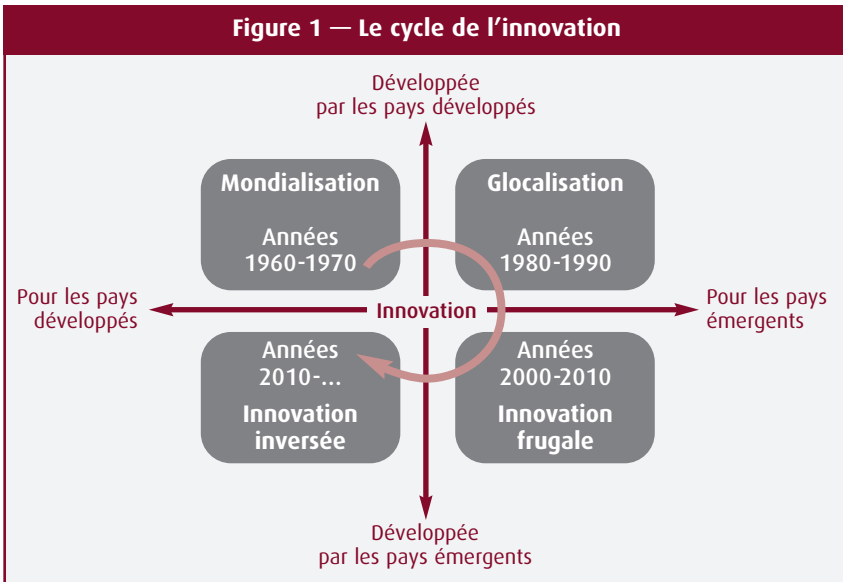 Figure 1 — Le cycle de l'innovation
Développée
par les pays développés
Mondialisation
Années
1960-1970
Glocalisation
Années
1980-1990
Pour les pays
développés
Innovation
Pour les pays
émergents
Années
2010-...
Innovation
inversée
Années
2000-2010
Innovation
frugale
Développée
par les pays émergents